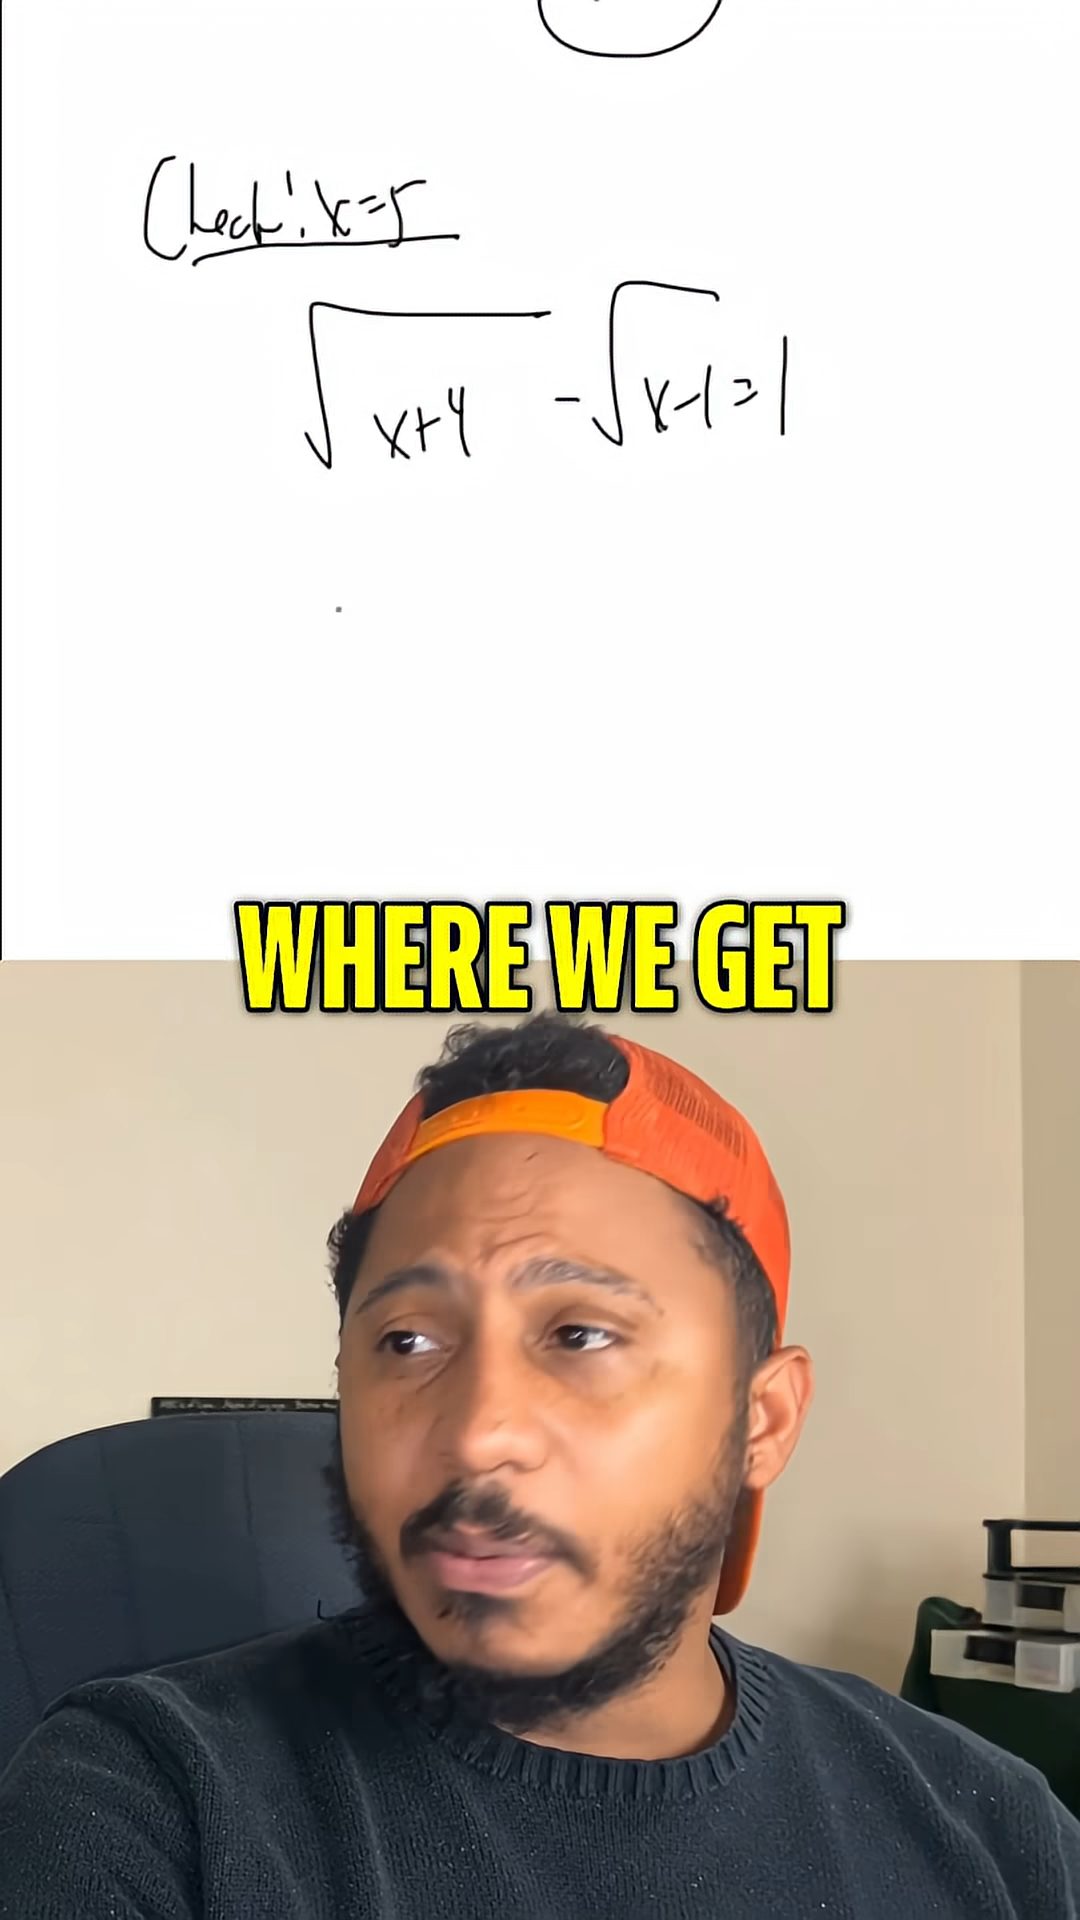 Check: x=5
√x+4 - √x-1 = 1
WHERE WE GET